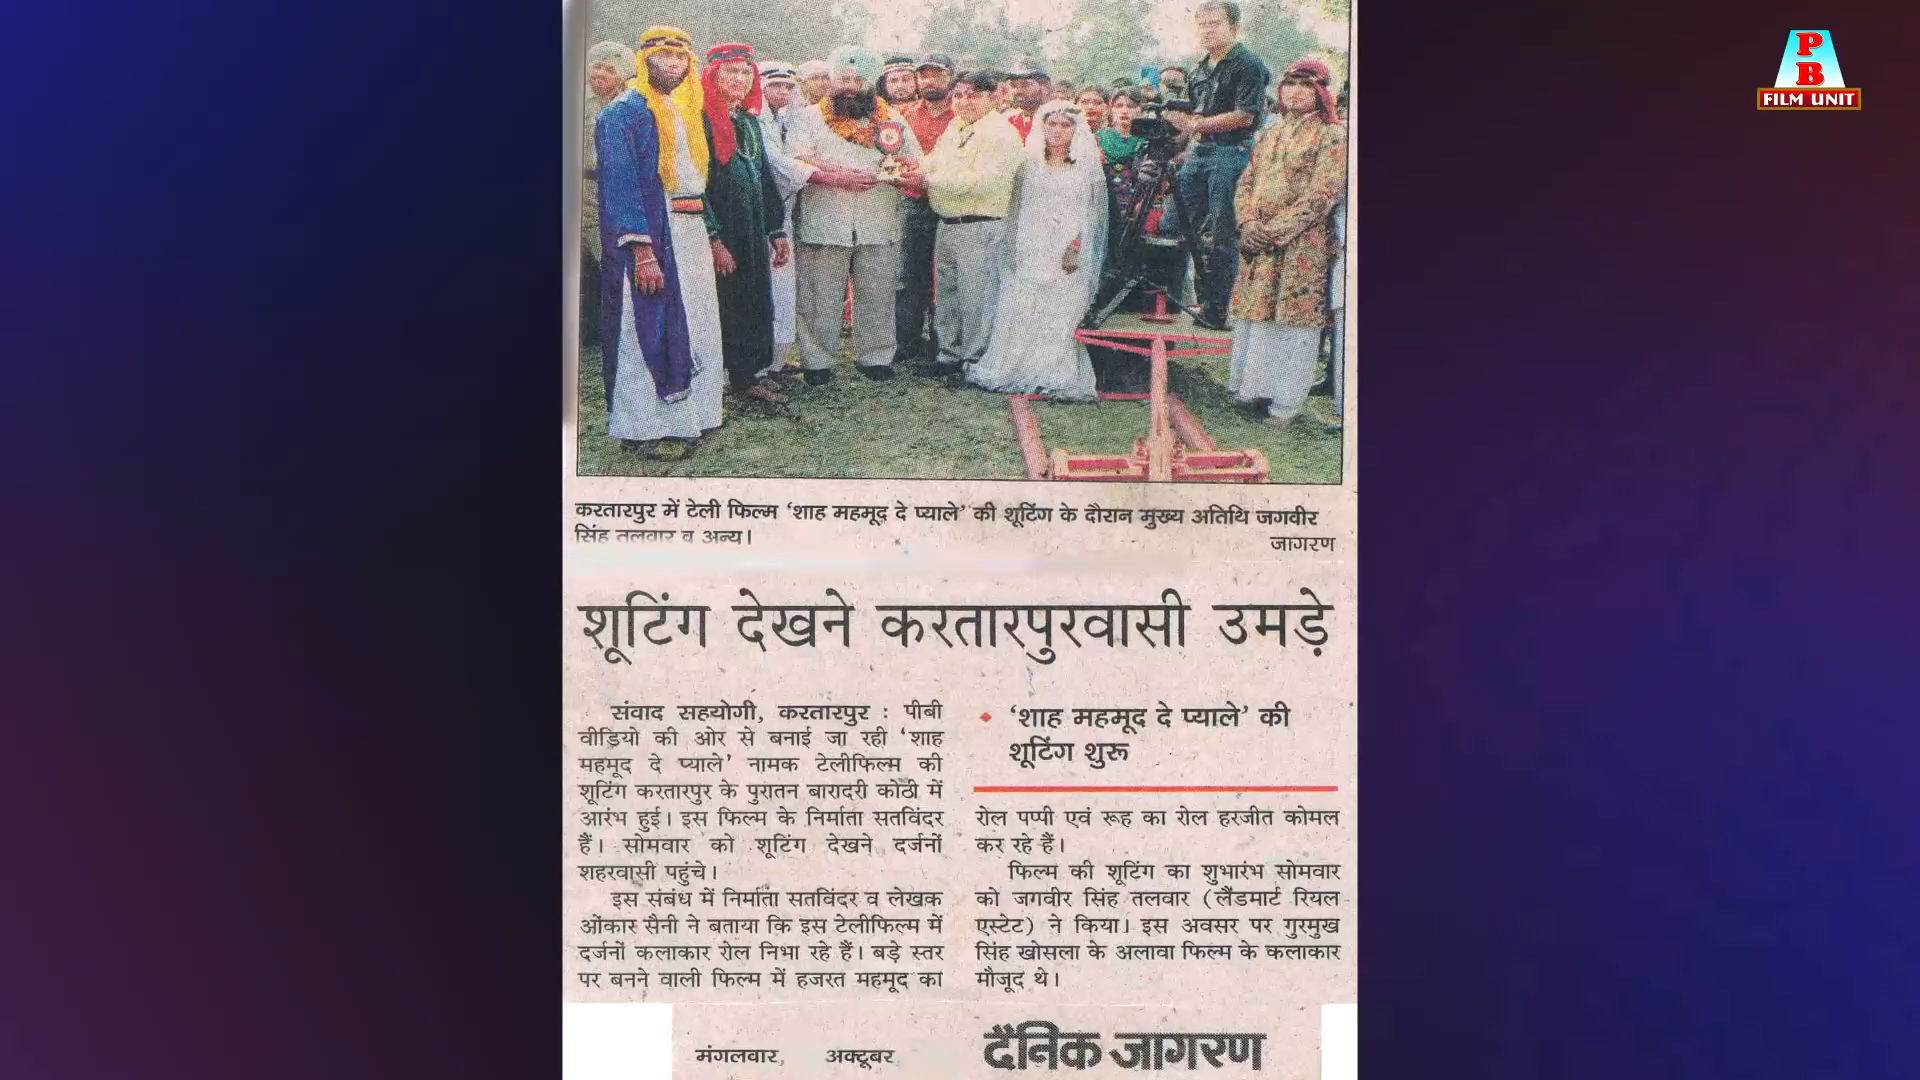 P
B
FILM UNIT
करतारपुर में टेली फिल्म ‘शाह महमूद दे प्याले’ की शूटिंग के दौरान मुख्य अतिथि जगवीर
सिंह तलवार व अन्य।
जागरण
शूटिंग देखने करतारपुरवासी उमड़े
संवाद सहयोगी, करतारपुर : पीबी
वीडियो की ओर से बनाई जा रही ‘शाह
महमूद दे प्याले’ नामक टेलीफिल्म की
शूटिंग करतारपुर के पुरातन बारादरी कोठी में
आरंभ हुई। इस फिल्म के निर्माता सतविंदर
हैं। सोमवार को शूटिंग देखने दर्जनों
शहरवासी पहुंचे।
इस संबंध में निर्माता सतविंदर व लेखक
ओंकार सैनी ने बताया कि इस टेलीफिल्म में
दर्जनों कलाकार रोल निभा रहे हैं। बड़े स्तर
पर बनने वाली फिल्म में हजरत महमूद का
‘शाह महमूद दे प्याले’ की
शूटिंग शुरू
रोल पप्पी एवं रूह का रोल हरजीत कोमल
कर रहे हैं।
फिल्म की शूटिंग का शुभारंभ सोमवार
को जगवीर सिंह तलवार (लैंडमार्ट रियल
एस्टेट) ने किया। इस अवसर पर गुरमुख
सिंह खोसला के अलावा फिल्म के कलाकार
मौजूद थे।
मंगलवार, अक्टूबर
दैनिक जागरण